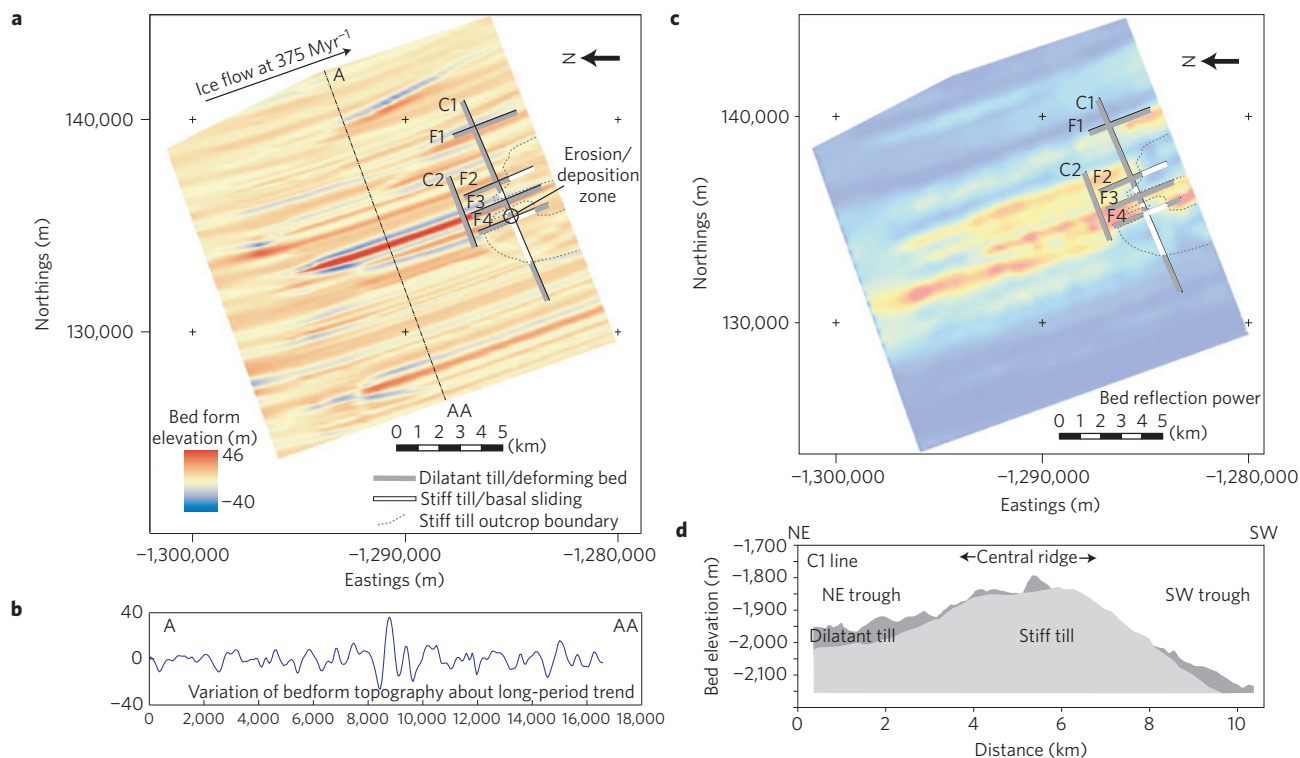 a
Ice flow at 375 Myr⁻¹
A
N
C1
F1
C2
F2
F3
F4
Erosion/
deposition
zone
140,000
130,000
Northings (m)
AA
Bed form
elevation (m)
46
−40
0 1 2 3 4 5
(km)
Dilatant till/deforming bed
Stiff till/basal sliding
Stiff till outcrop boundary
−1,300,000
−1,290,000
−1,280,000
Eastings (m)
b
40
0
−40
A
AA
Variation of bedform topography about long-period trend
0 2,000 4,000 6,000 8,000 10,000 12,000 14,000 16,000 18,000
c
N
C1
F1
C2
F2
F3
F4
140,000
130,000
Northings (m)
Bed reflection power
0 1 2 3 4 5
(km)
−1,300,000
−1,290,000
−1,280,000
Eastings (m)
d
NE
SW
−1,700
−1,800
−1,900
−2,000
−2,100
Bed elevation (m)
C1 line
Central ridge
NE trough
SW trough
Dilatant till
Stiff till
0 2 4 6 8 10
Distance (km)